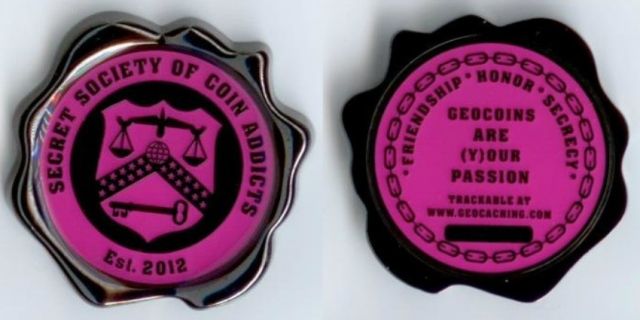 SECRET SOCIETY OF COIN ADDICTS
Est. 2012
* FRIENDSHIP * HONOR * SECRECY *
GEOCOINS
ARE
(Y)OUR
PASSION
TRACKABLE AT
WWW.GEOCACHING.COM